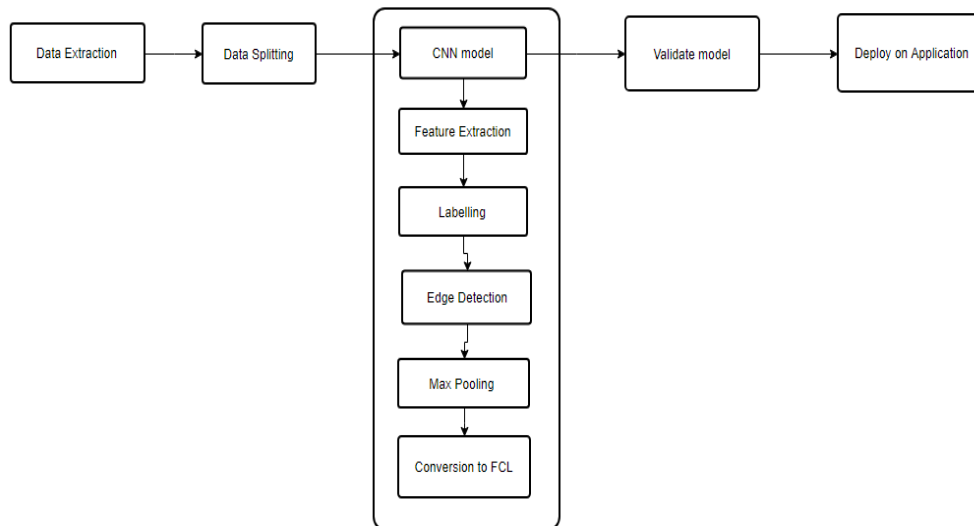 Data Extraction
Data Splitting
CNN model
Validate model
Deploy on Application
Feature Extraction
Labelling
Edge Detection
Max Pooling
Conversion to FCL